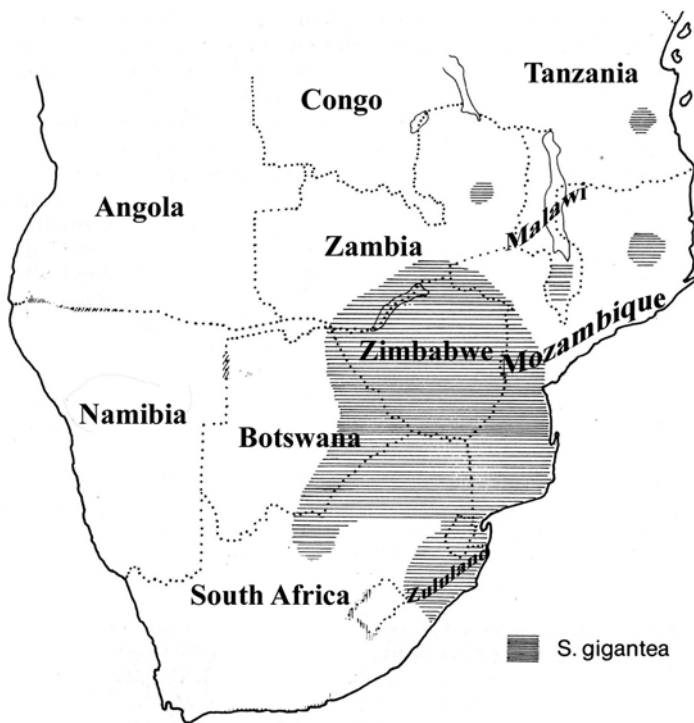 Tanzania
Congo
Angola
Malawi
Zambia
Mozambique
Zimbabwe
Namibia
Botswana
Zululand
South Africa
S. gigantea